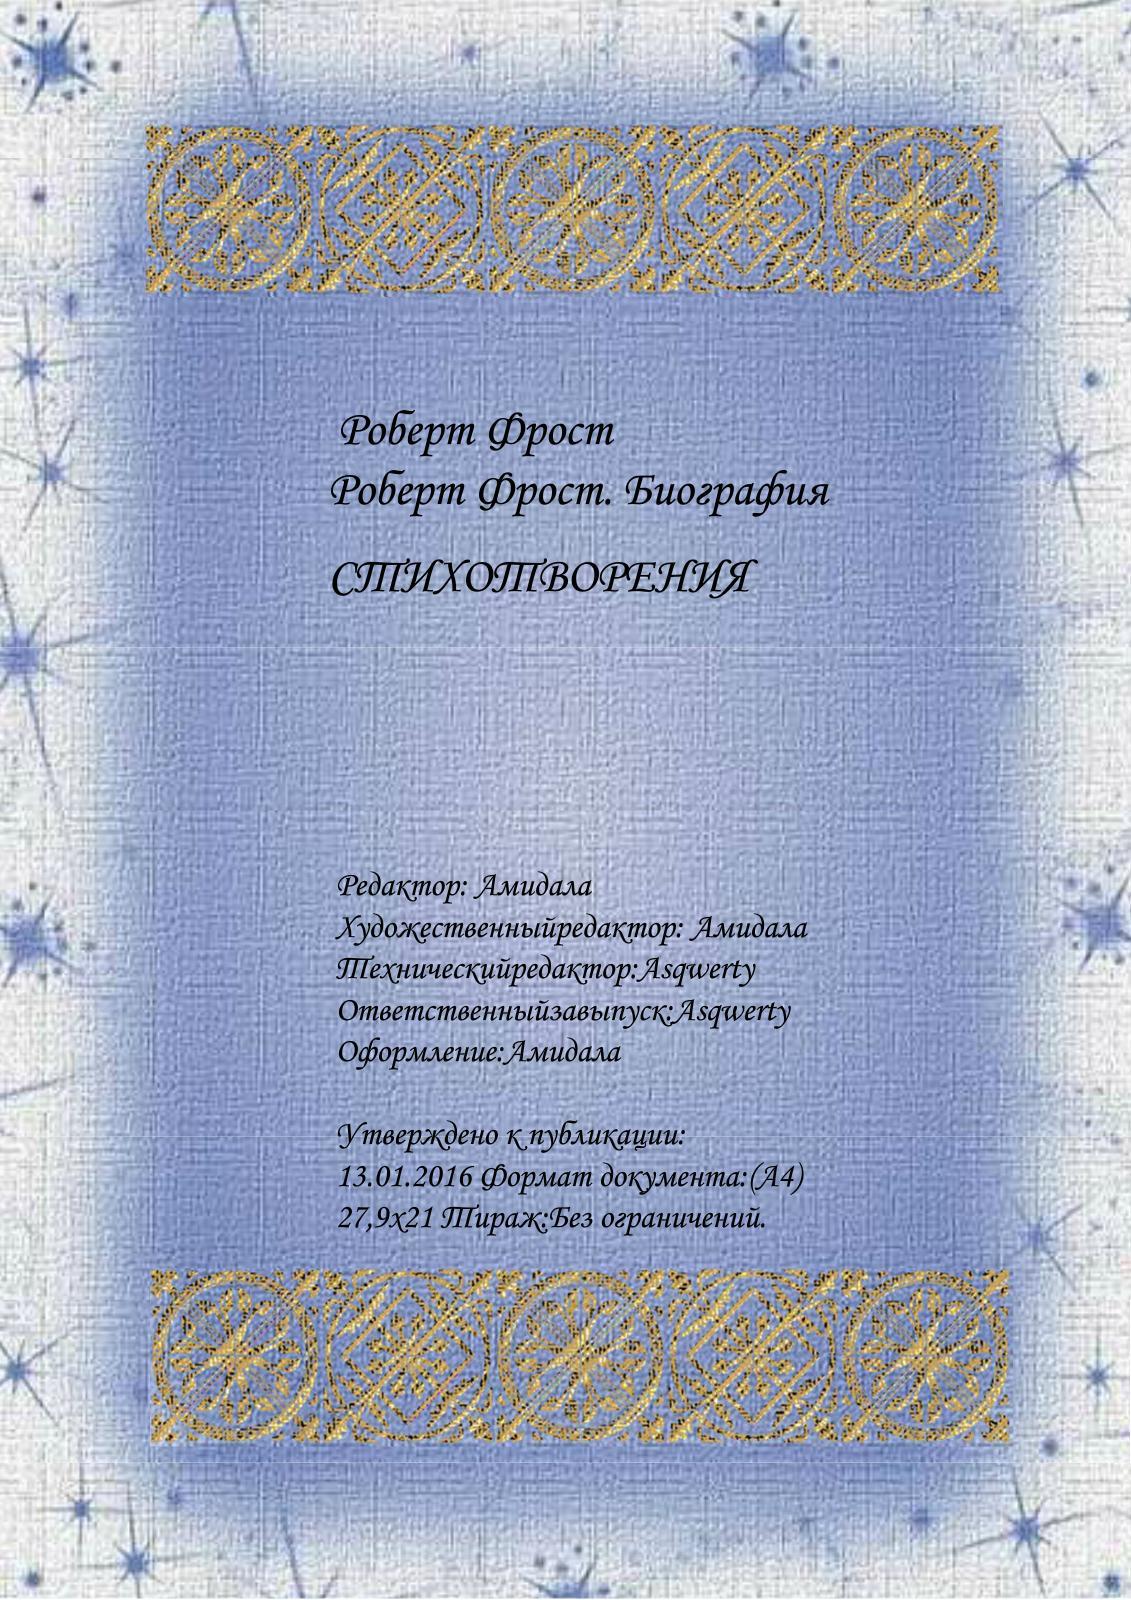 Роберт Фрост
Роберт Фрост. Биография
СТИХОТВОРЕНИЯ
Редактор: Амидала
Художественныйредактор: Амидала
Техническийредактор:Asqwerty
Ответственныйзавыпуск:Asqwerty
Оформление:Амидала
Утверждено к публикации:
13.01.2016 Формат документа:(А4)
27,9x21 Тираж:Без ограничений.